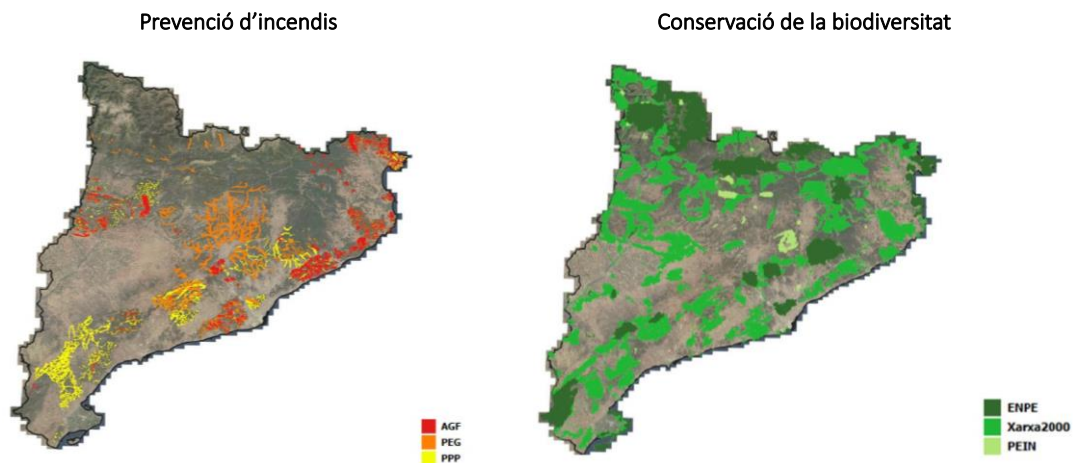 Prevenció d’incendis
Conservació de la biodiversitat
AGF
PEG
PPP
ENPE
Xarxa2000
PEIN